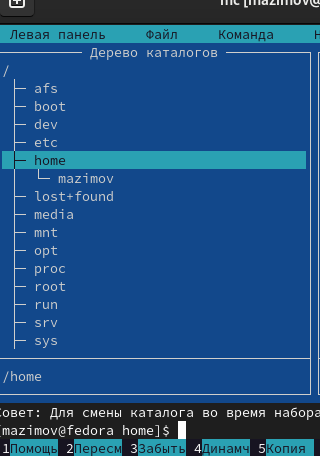 mc [mazimov@
Левая панель Файл Команда
Дерево каталогов
/
afs
boot
dev
etc
home
mazimov
lost+found
media
mnt
opt
proc
root
run
srv
sys
/home
Совет: Для смены каталога во время набора
[mazimov@fedora home]$
1Помощь 2Пересм 3Забыть 4Динамч 5Копия